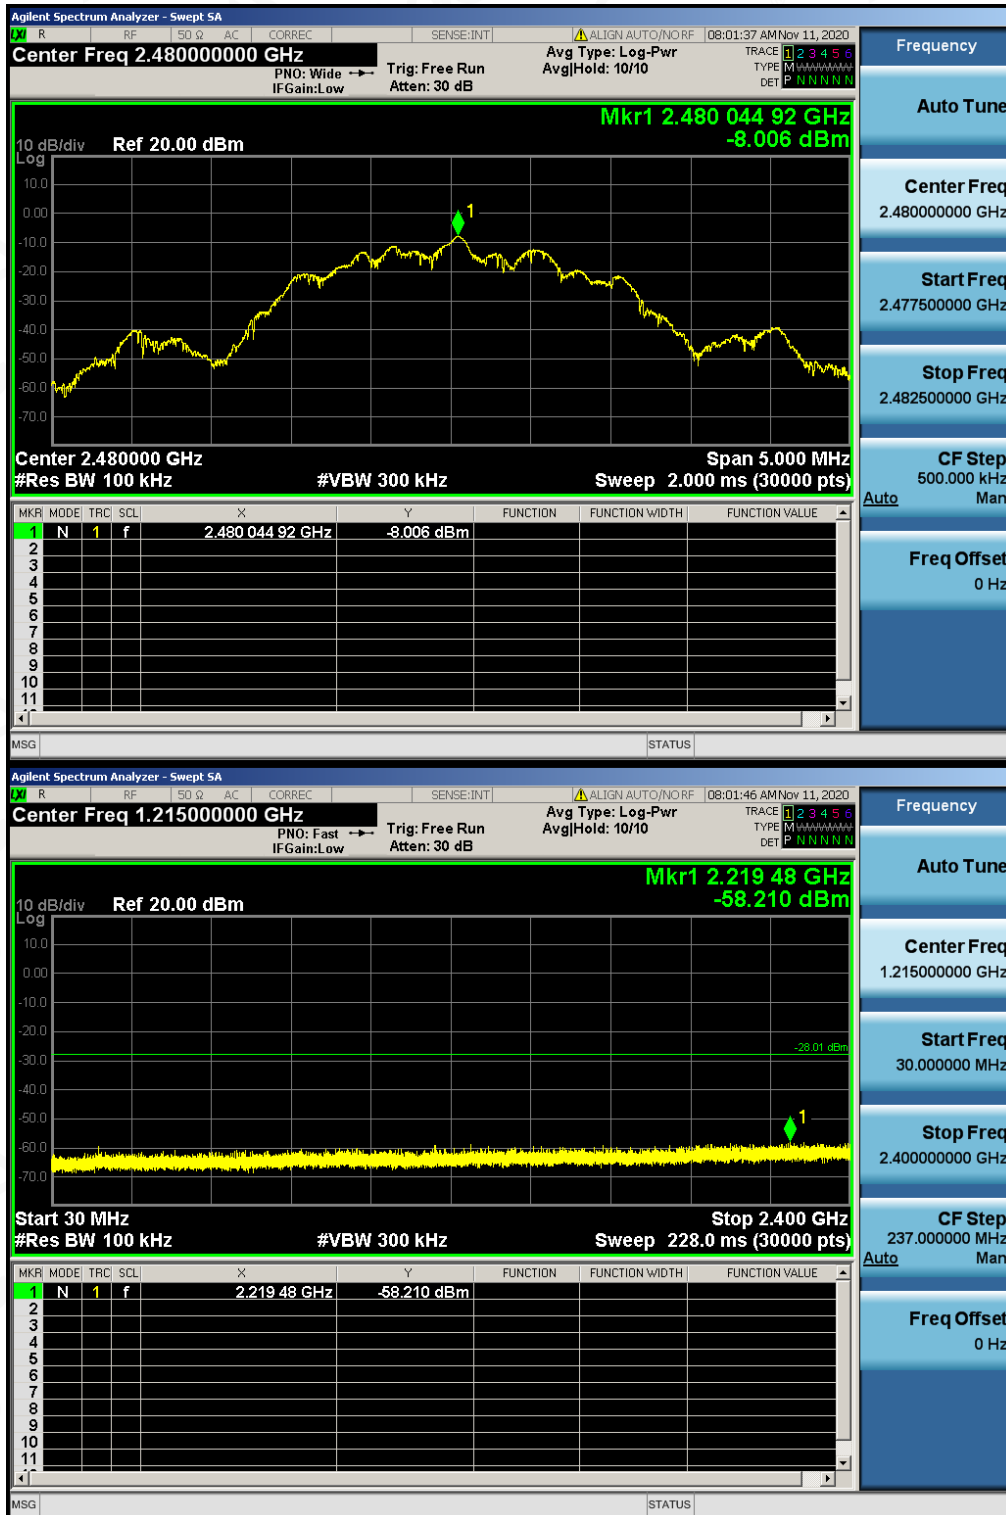 Agilent Spectrum Analyzer - Swept SA
LXI R RF 50 Ω AC CORREC SENSE:INT ALIGN AUTO/NO RF 08:01:37 AM Nov 11, 2020
Center Freq 2.480000000 GHz
PNO: Wide
IFGain:Low
Trig: Free Run
Atten: 30 dB
Avg Type: Log-Pwr
Avg|Hold: 10/10
TRACE 1 2 3 4 5 6
TYPE M WWWWW
DET P N N N N N
Mkr1 2.480 044 92 GHz
-8.006 dBm
10 dB/div Ref 20.00 dBm
Log
10.0
0.00
-10.0
-20.0
-30.0
-40.0
-50.0
-60.0
-70.0
1
Center 2.480000 GHz Span 5.000 MHz
#Res BW 100 kHz #VBW 300 kHz Sweep 2.000 ms (30000 pts)
MKR MODE TRC SCL X Y FUNCTION FUNCTION WIDTH FUNCTION VALUE
1 N 1 f 2.480 044 92 GHz -8.006 dBm
2
3
4
5
6
7
8
9
10
11
MSG STATUS
Frequency
Auto Tune
Center Freq
2.480000000 GHz
Start Freq
2.477500000 GHz
Stop Freq
2.482500000 GHz
CF Step
500.000 kHz
Auto Man
Freq Offset
0 Hz
Agilent Spectrum Analyzer - Swept SA
LXI R RF 50 Ω AC CORREC SENSE:INT ALIGN AUTO/NO RF 08:01:46 AM Nov 11, 2020
Center Freq 1.215000000 GHz
PNO: Fast
IFGain:Low
Trig: Free Run
Atten: 30 dB
Avg Type: Log-Pwr
Avg|Hold: 10/10
TRACE 1 2 3 4 5 6
TYPE M WWWWW
DET P N N N N N
Mkr1 2.219 48 GHz
-58.210 dBm
10 dB/div Ref 20.00 dBm
Log
10.0
0.00
-10.0
-20.0
-30.0
-40.0
-50.0
-60.0
-70.0
-28.01 dBm
1
Start 30 MHz Stop 2.400 GHz
#Res BW 100 kHz #VBW 300 kHz Sweep 228.0 ms (30000 pts)
MKR MODE TRC SCL X Y FUNCTION FUNCTION WIDTH FUNCTION VALUE
1 N 1 f 2.219 48 GHz -58.210 dBm
2
3
4
5
6
7
8
9
10
11
MSG STATUS
Frequency
Auto Tune
Center Freq
1.215000000 GHz
Start Freq
30.000000 MHz
Stop Freq
2.400000000 GHz
CF Step
237.000000 MHz
Auto Man
Freq Offset
0 Hz